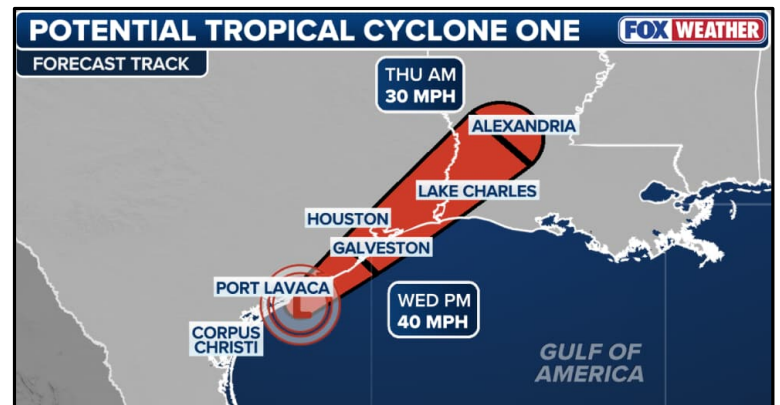 POTENTIAL TROPICAL CYCLONE ONE
FOX WEATHER
FORECAST TRACK
THU AM
30 MPH
ALEXANDRIA
LAKE CHARLES
HOUSTON
GALVESTON
PORT LAVACA
L
WED PM
40 MPH
CORPUS
CHRISTI
GULF OF
AMERICA